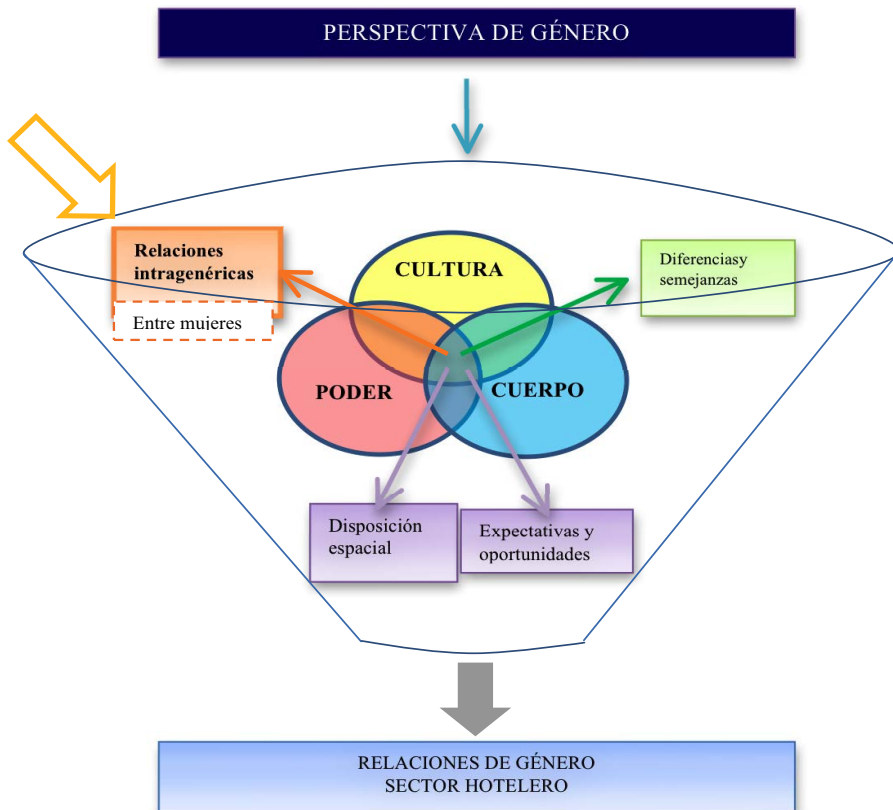 PERSPECTIVA DE GÉNERO
Relaciones
intragenéricas
Entre mujeres
CULTURA
Diferenciasy
semejanzas
PODER
CUERPO
Disposición
espacial
Expectativas y
oportunidades
RELACIONES DE GÉNERO
SECTOR HOTELERO